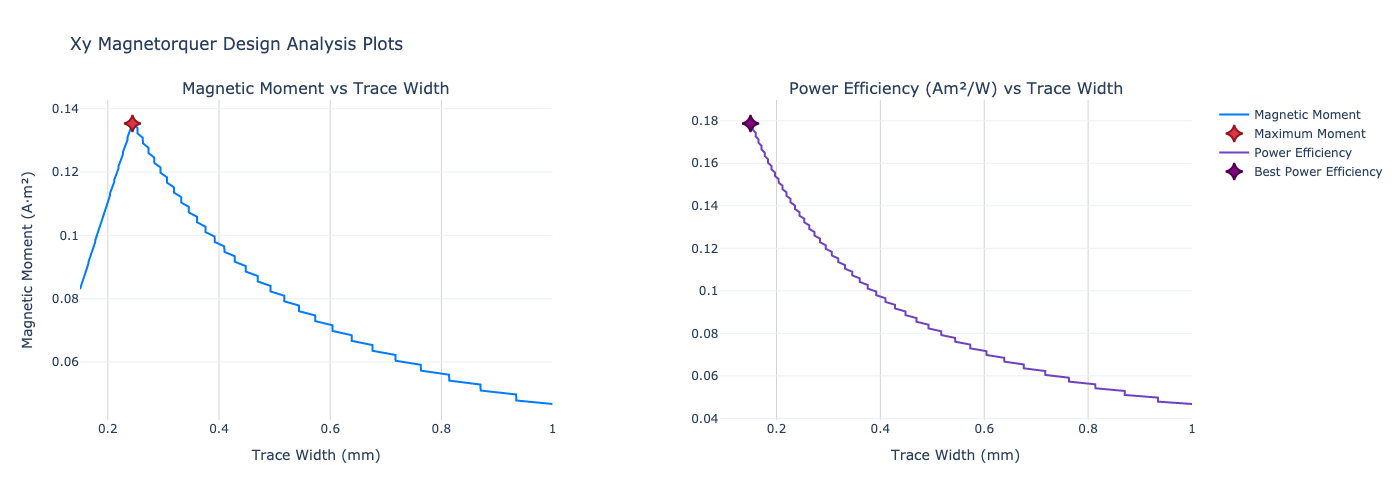 Xy Magnetorquer Design Analysis Plots
Magnetic Moment vs Trace Width
Magnetic Moment (A·m²)
0.14
0.12
0.1
0.08
0.06
0.2
0.4
0.6
0.8
1
Trace Width (mm)
Power Efficiency (Am²/W) vs Trace Width
0.18
0.16
0.14
0.12
0.1
0.08
0.06
0.04
0.2
0.4
0.6
0.8
1
Trace Width (mm)
Magnetic Moment
Maximum Moment
Power Efficiency
Best Power Efficiency